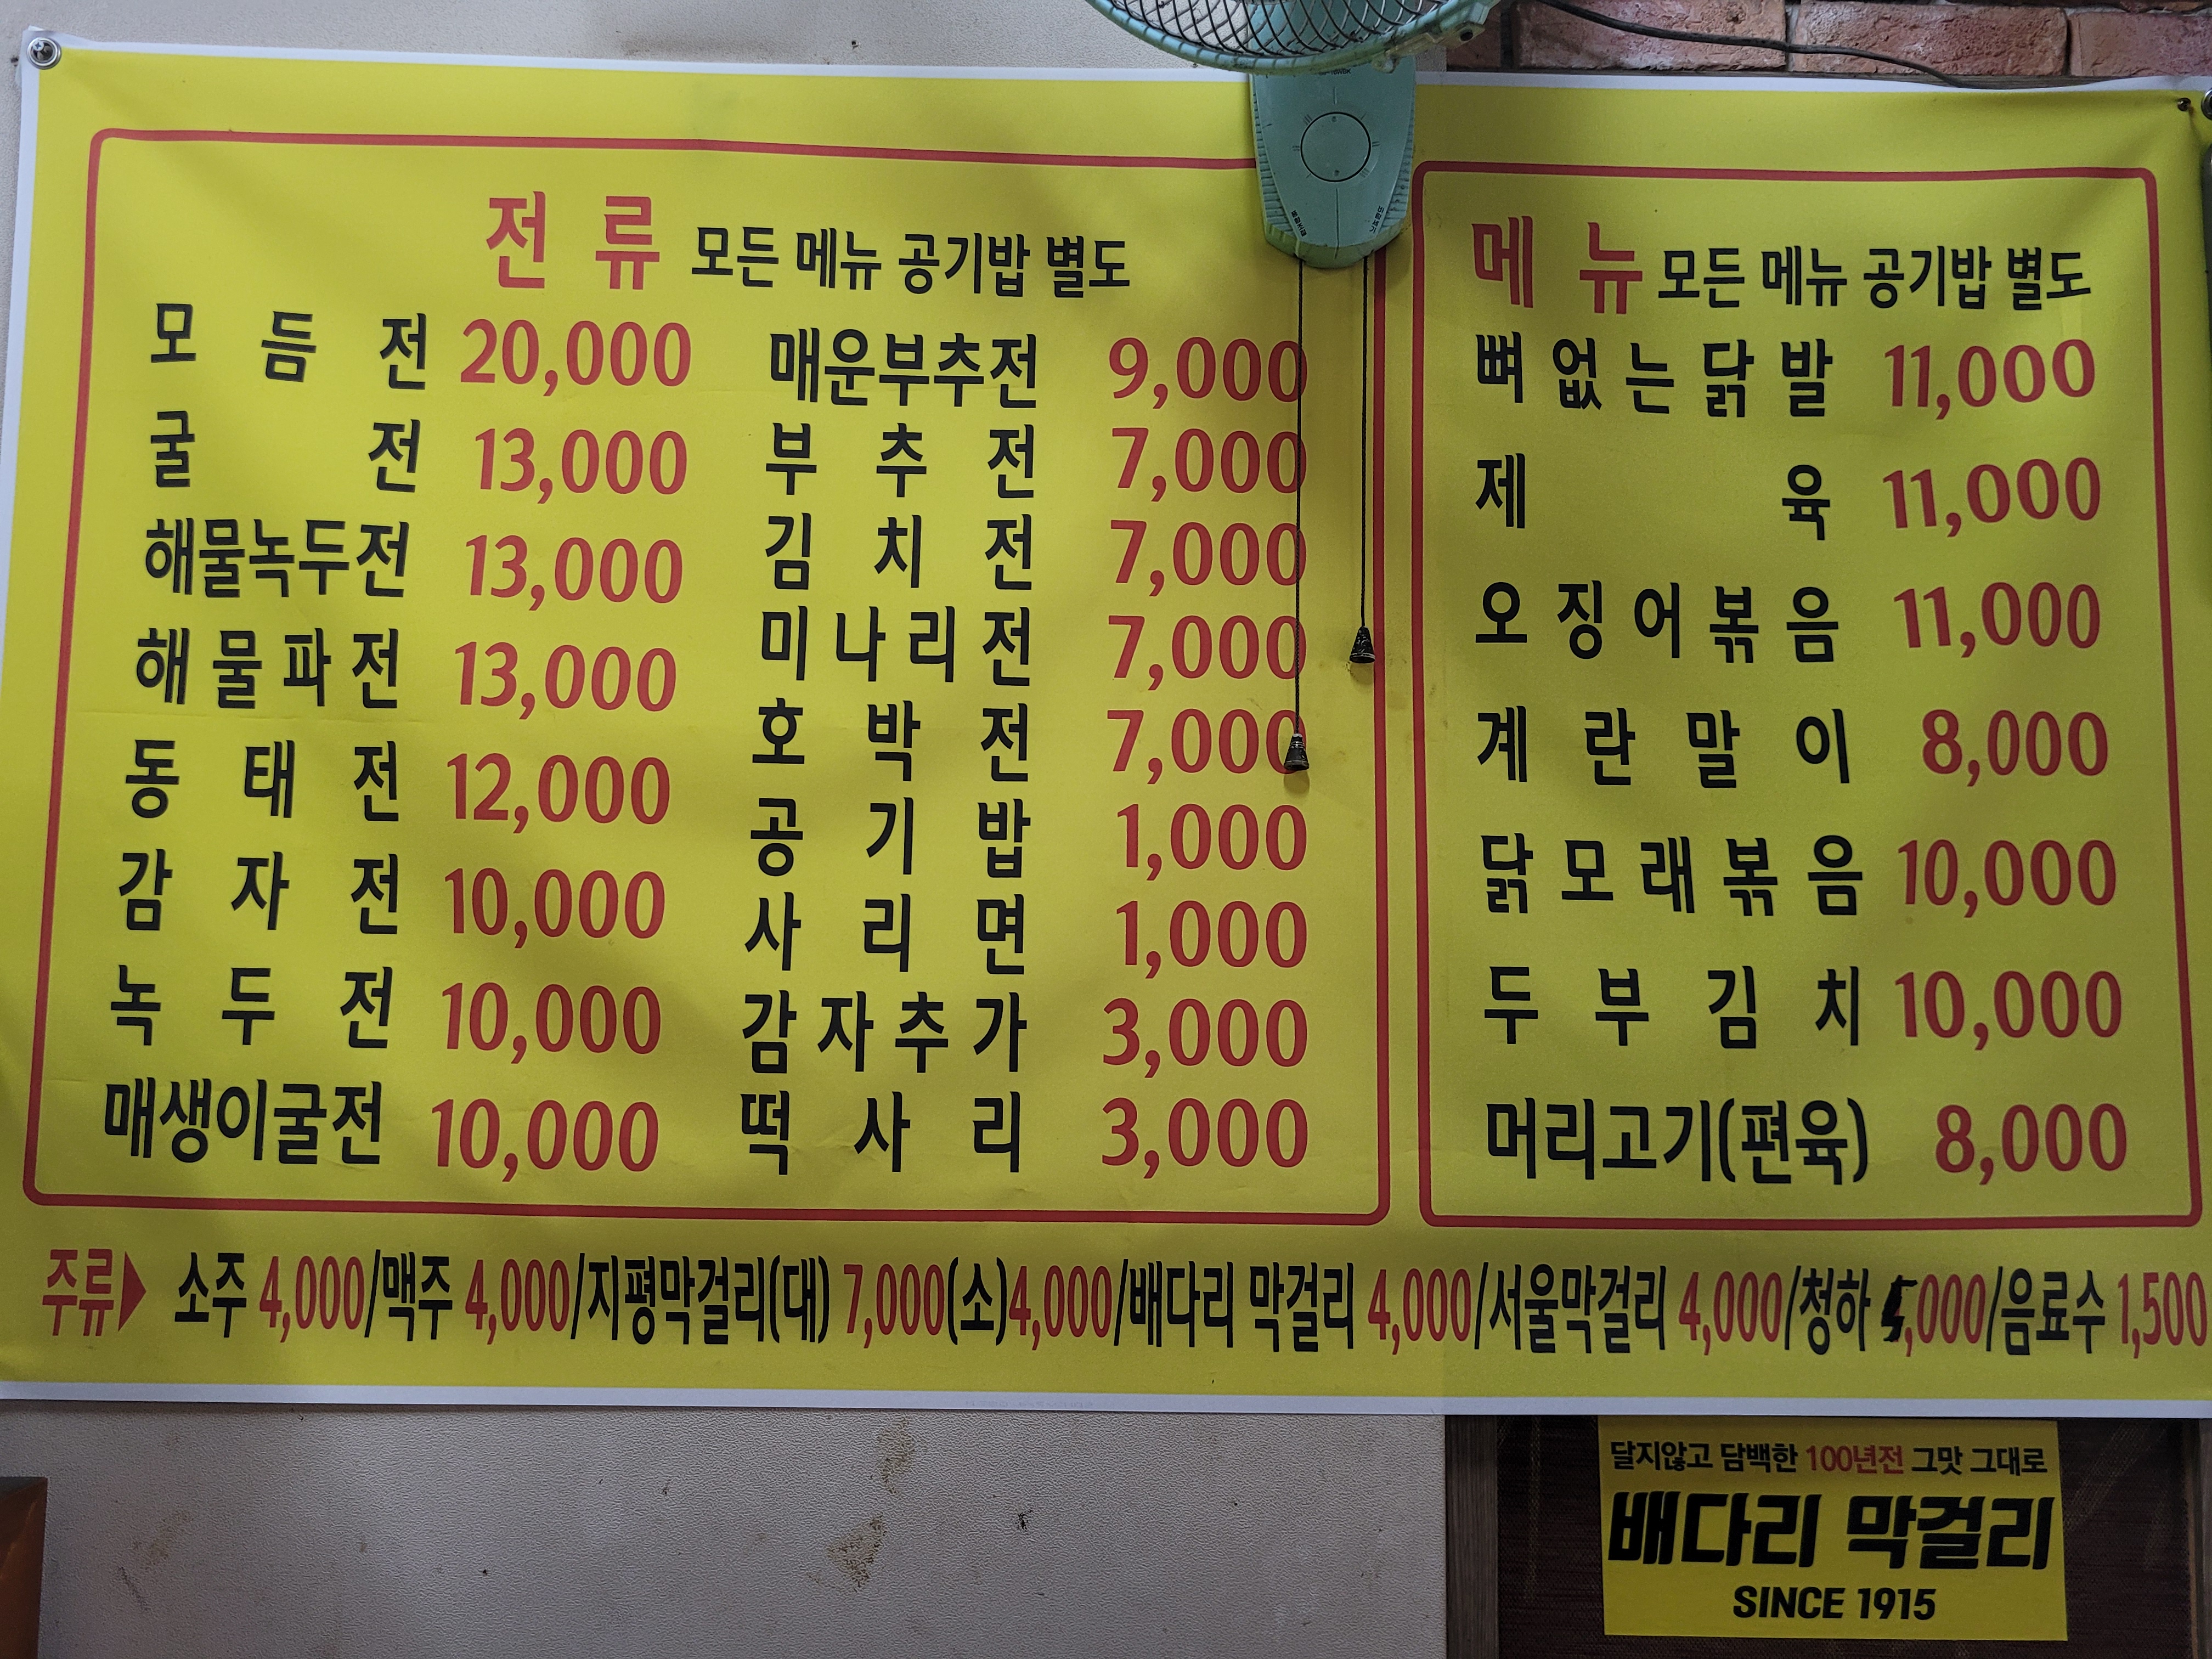 전류 모든 메뉴 공기밥 별도
모듬전 20,000
굴전 13,000
해물녹두전 13,000
해물파전 13,000
동태전 12,000
감자전 10,000
녹두전 10,000
매생이굴전 10,000
매운부추전 9,000
부추전 7,000
김치전 7,000
미나리전 7,000
호박전 7,000
공기밥 1,000
사리면 1,000
감자추가 3,000
떡사리 3,000
메뉴 모든 메뉴 공기밥 별도
뼈없는닭발 11,000
제육 11,000
오징어볶음 11,000
계란말이 8,000
닭모래볶음 10,000
두부김치 10,000
머리고기(편육) 8,000
주류▶ 소주 4,000/맥주 4,000/지평막걸리(대) 7,000(소)4,000/배다리 막걸리 4,000/서울막걸리 4,000/청하 5,000/음료수 1,500
달지않고 담백한 100년전 그맛 그대로
배다리 막걸리
SINCE 1915